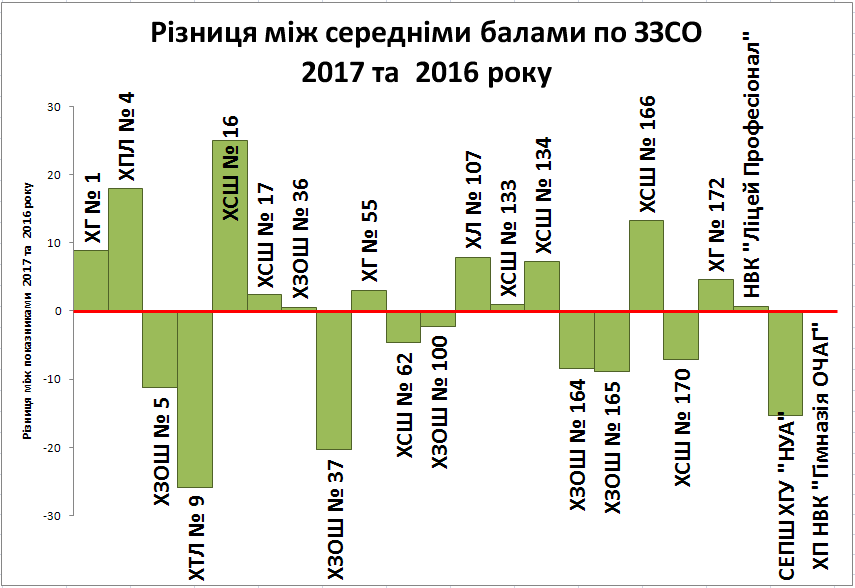 Різниця між середніми балами по ЗЗСО
2017 та 2016 року
Різниця між показниками 2017 та 2016 року
30
20
10
0
-10
-20
-30
ХГ № 1
ХПЛ № 4
ХЗОШ № 5
ХТЛ № 9
ХСШ № 16
ХСШ № 17
ХЗОШ № 36
ХЗОШ № 37
ХГ № 55
ХСШ № 62
ХЗОШ № 100
ХЛ № 107
ХСШ № 133
ХСШ № 134
ХЗОШ № 164
ХЗОШ № 165
ХСШ № 166
ХСШ № 170
ХГ № 172
НВК "Ліцей Професіонал"
СЕПШ ХГУ "НУА"
ХП НВК "Гімназія ОЧАГ"